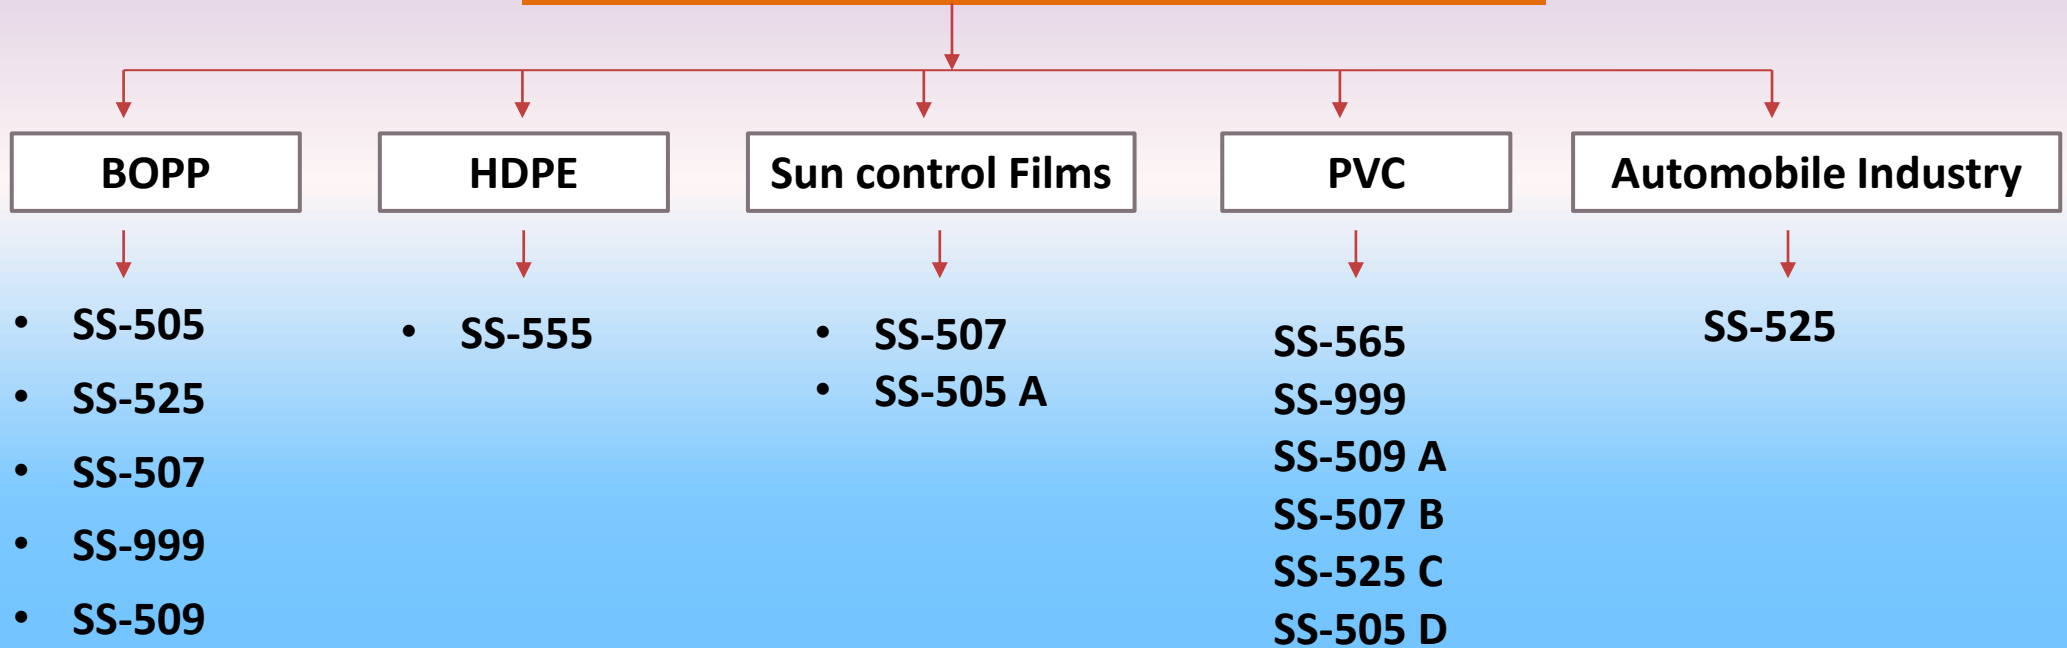 BOPP
HDPE
Sun control Films
PVC
Automobile Industry
• SS-505
• SS-525
• SS-507
• SS-999
• SS-509
• SS-555
• SS-507
• SS-505 A
SS-565
SS-999
SS-509 A
SS-507 B
SS-525 C
SS-505 D
SS-525